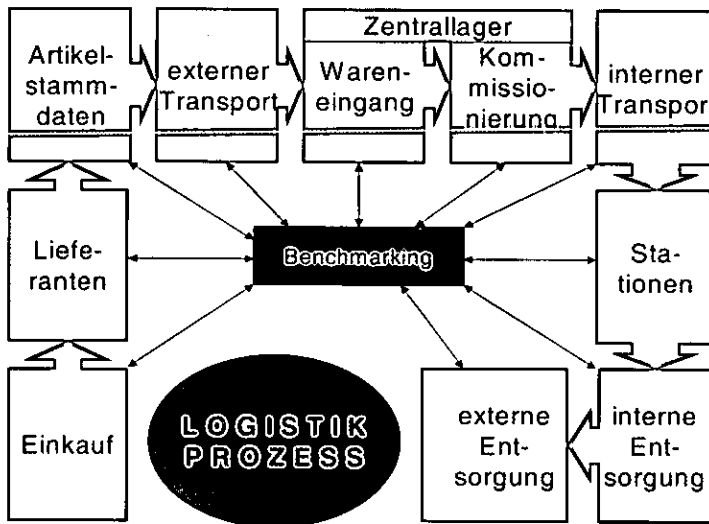 Zentrallager
Artikel-
stamm-
daten
externer
Transport
Waren-
eingang
Kom-
missio-
nierung
interner
Transpor
Liefe-
ranten
Benchmarking
Sta-
tionen
Einkauf
LOGISTIK
PROZESS
externe
Ent-
sorgung
interne
Ent-
sorgung